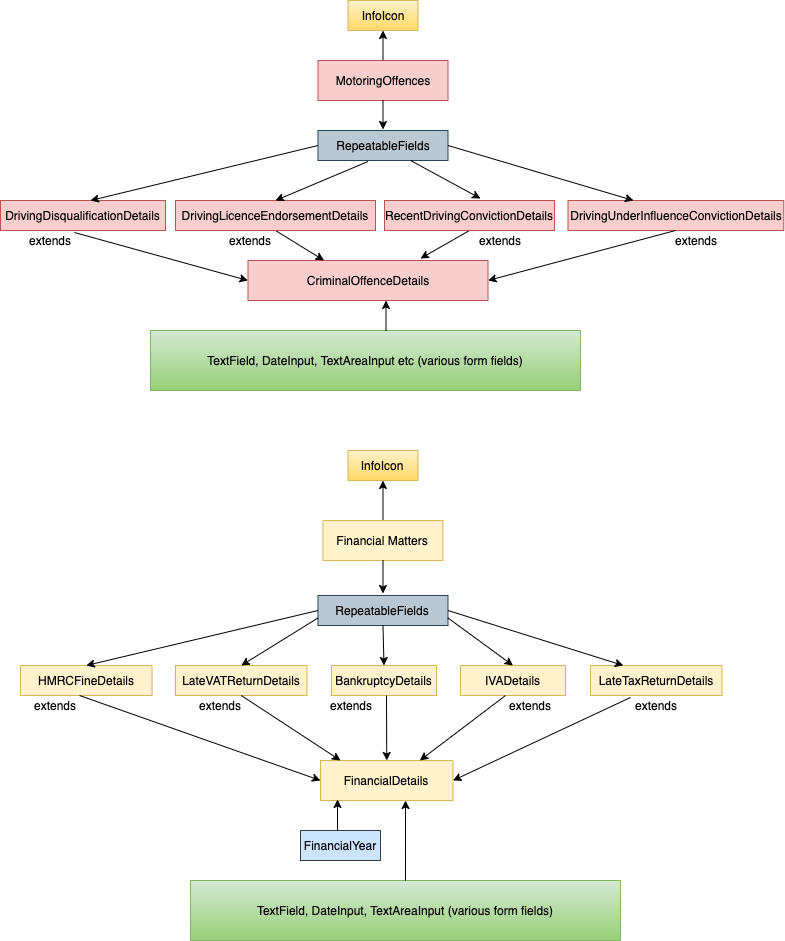 InfoIcon
MotoringOffences
RepeatableFields
DrivingDisqualificationDetails
DrivingLicenceEndorsementDetails
RecentDrivingConvictionDetails
DrivingUnderInfluenceConvictionDetails
extends
extends
extends
extends
CriminalOffenceDetails
TextField, DateInput, TextAreaInput etc (various form fields)
InfoIcon
Financial Matters
RepeatableFields
HMRCFineDetails
LateVATReturnDetails
BankruptcyDetails
IVADetails
LateTaxReturnDetails
extends
extends
extends
extends
extends
FinancialDetails
FinancialYear
TextField, DateInput, TextAreaInput (various form fields)